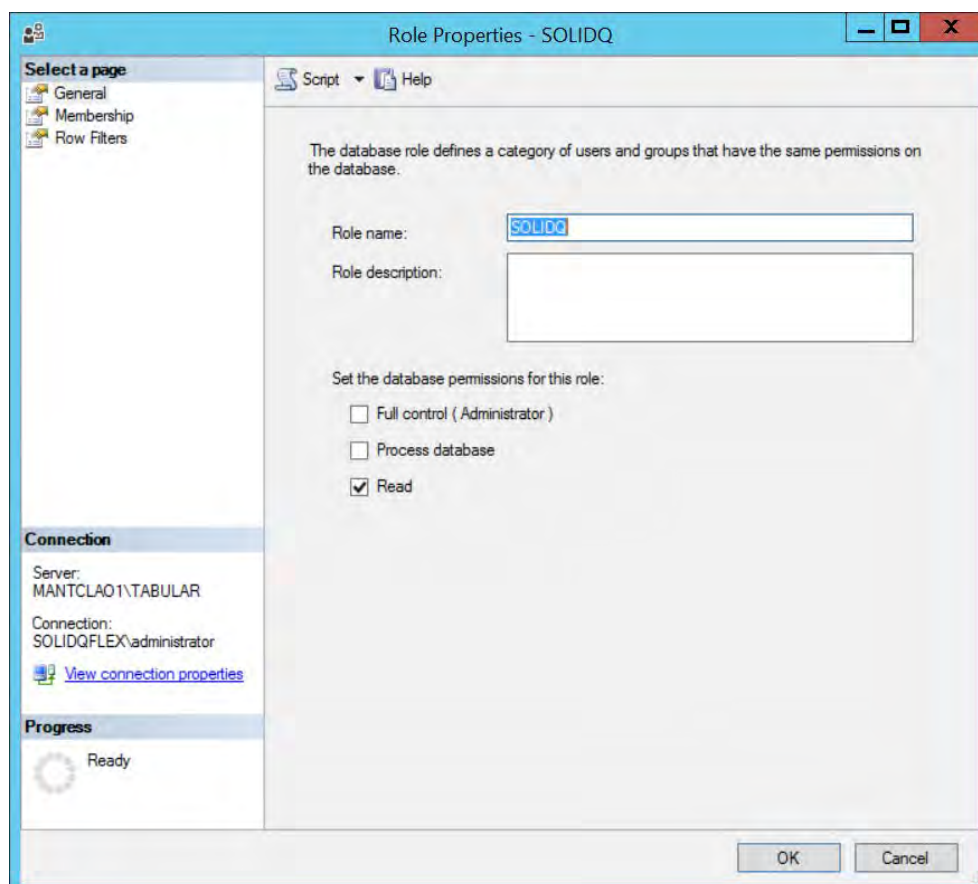 Role Properties - SOLIDQ
Select a page
General
Membership
Row Filters
Script
Help
The database role defines a category of users and groups that have the same permissions on
the database.
Role name:
SOLIDQ
Role description:
Set the database permissions for this role:
Full control ( Administrator )
Process database
Read
Connection
Server:
MANTCLAO1\TABULAR
Connection:
SOLIDQFLEX\administrator
View connection properties
Progress
Ready
OK
Cancel